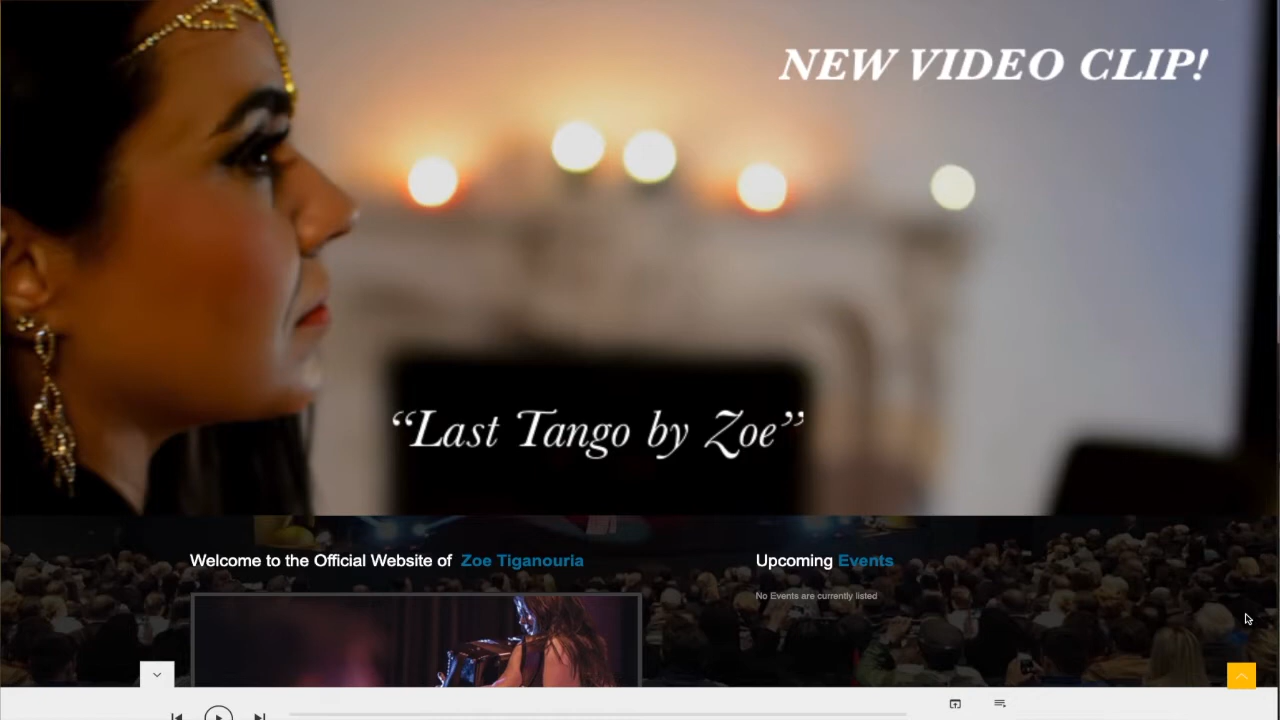 NEW VIDEO CLIP!
“Last Tango by Zoe”
Welcome to the Official Website of Zoe Tiganouria
Upcoming Events
No Events are currently listed